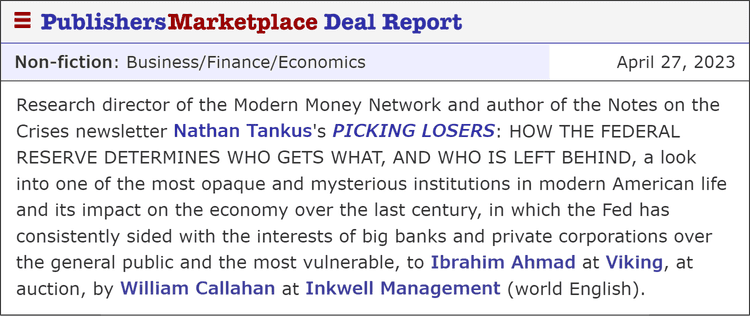 PublishersMarketplace Deal Report
Non-fiction: Business/Finance/Economics
April 27, 2023
Research director of the Modern Money Network and author of the Notes on the
Crises newsletter Nathan Tankus's PICKING LOSERS: HOW THE FEDERAL
RESERVE DETERMINES WHO GETS WHAT, AND WHO IS LEFT BEHIND, a look
into one of the most opaque and mysterious institutions in modern American life
and its impact on the economy over the last century, in which the Fed has
consistently sided with the interests of big banks and private corporations over
the general public and the most vulnerable, to Ibrahim Ahmad at Viking, at
auction, by William Callahan at Inkwell Management (world English).